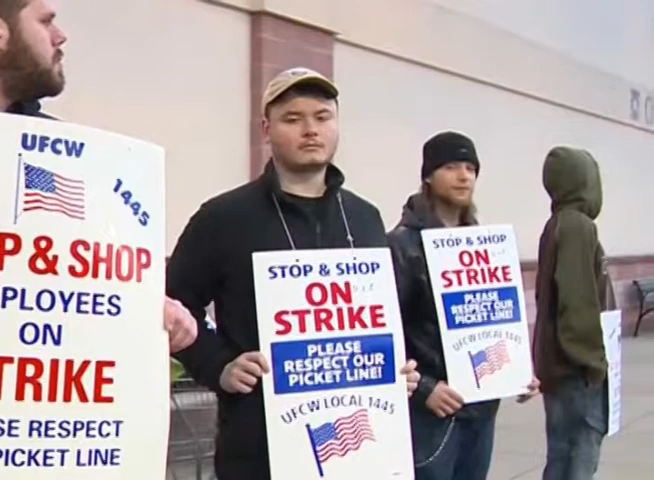 UFCW
1445
P & SHOP
PLOYEES
ON
TRIKE
SE RESPECT
PICKET LINE
STOP & SHOP
ON
STRIKE
PLEASE
RESPECT OUR
PICKET LINE!
UFCW LOCAL 1445
STOP & SHOP
ON
STRIKE
PLEASE
RESPECT OUR
PICKET LINE!
UFCW LOCAL 1445